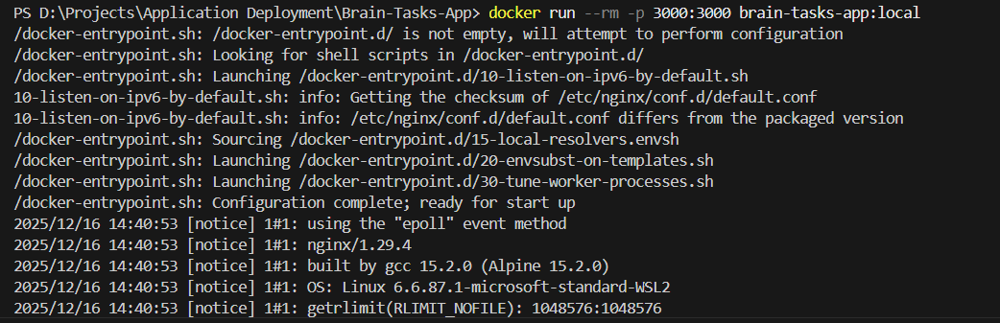 PS D:\Projects\Application Deployment\Brain-Tasks-App> docker run --rm -p 3000:3000 brain-tasks-app:local
/docker-entrypoint.sh: /docker-entrypoint.d/ is not empty, will attempt to perform configuration
/docker-entrypoint.sh: Looking for shell scripts in /docker-entrypoint.d/
/docker-entrypoint.sh: Launching /docker-entrypoint.d/10-listen-on-ipv6-by-default.sh
10-listen-on-ipv6-by-default.sh: info: Getting the checksum of /etc/nginx/conf.d/default.conf
10-listen-on-ipv6-by-default.sh: info: /etc/nginx/conf.d/default.conf differs from the packaged version
/docker-entrypoint.sh: Sourcing /docker-entrypoint.d/15-local-resolvers.envsh
/docker-entrypoint.sh: Launching /docker-entrypoint.d/20-envsubst-on-templates.sh
/docker-entrypoint.sh: Launching /docker-entrypoint.d/30-tune-worker-processes.sh
/docker-entrypoint.sh: Configuration complete; ready for start up
2025/12/16 14:40:53 [notice] 1#1: using the "epoll" event method
2025/12/16 14:40:53 [notice] 1#1: nginx/1.29.4
2025/12/16 14:40:53 [notice] 1#1: built by gcc 15.2.0 (Alpine 15.2.0)
2025/12/16 14:40:53 [notice] 1#1: OS: Linux 6.6.87.1-microsoft-standard-WSL2
2025/12/16 14:40:53 [notice] 1#1: getrlimit(RLIMIT_NOFILE): 1048576:1048576